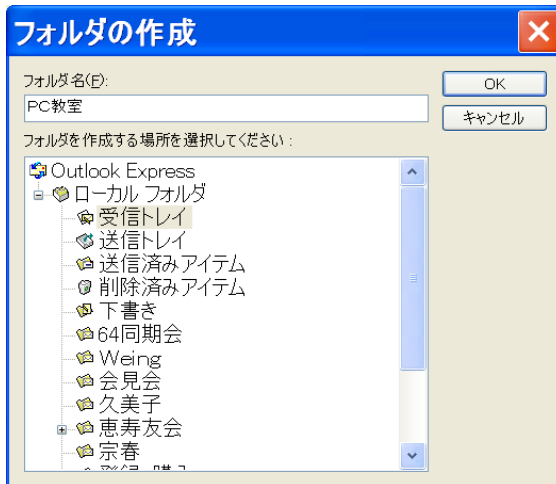 フォルダの作成
フォルダ名(F):
OK
PC教室
キャンセル
フォルダを作成する場所を選択してください :
Outlook Express
ローカル フォルダ
受信トレイ
送信トレイ
送信済みアイテム
削除済みアイテム
下書き
64同期会
Weing
会見会
久美子
恵寿友会
宗春